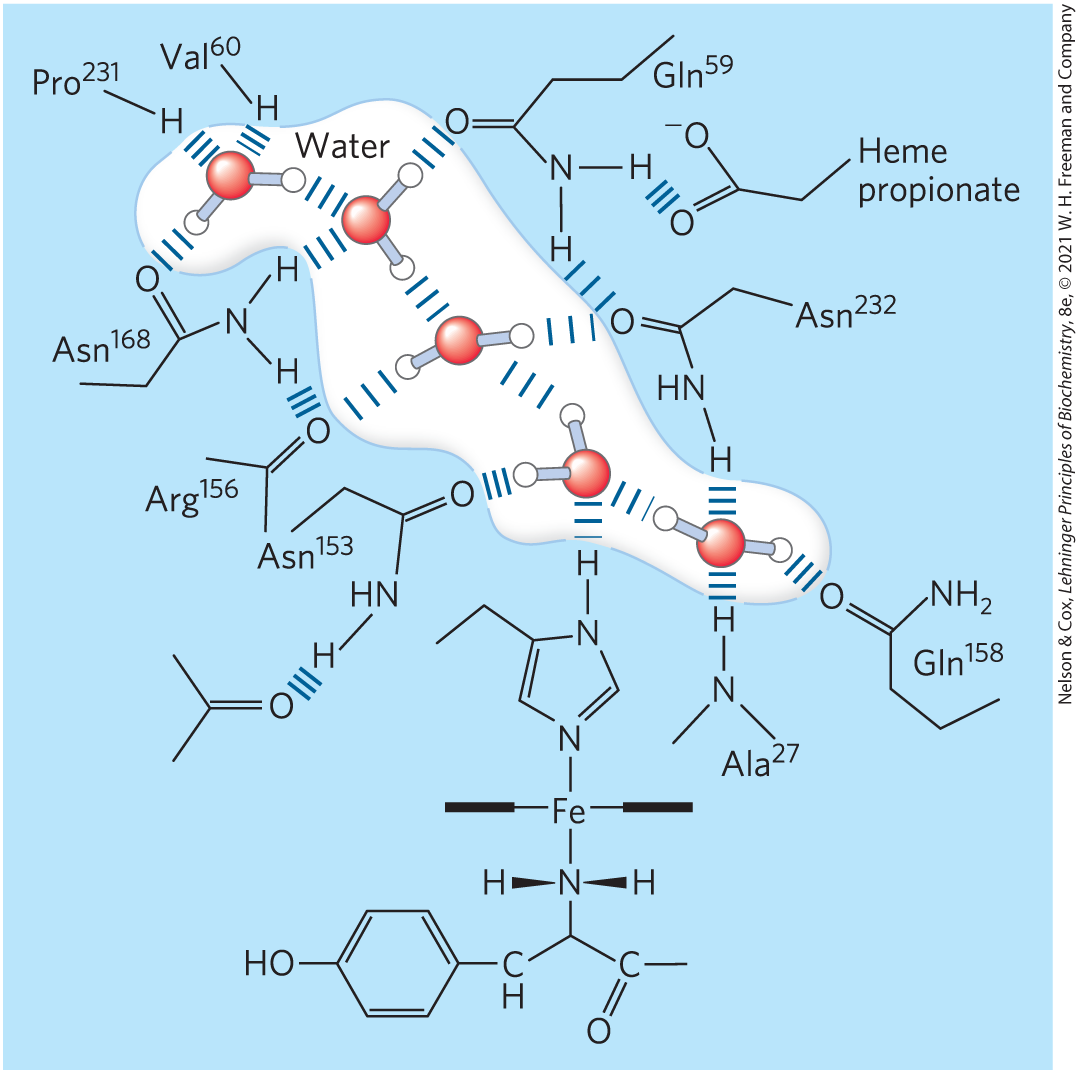 Val⁶⁰
Pro²³¹
H
H
Water
O
Gln⁵⁹
N
H
H
⁻O
O
Heme
propionate
O
H
N
H
Asn¹⁶⁸
O
Asn²³²
HN
H
O
Arg¹⁵⁶
O
Asn¹⁵³
HN
H
O
H
N
N
H
N
Ala²⁷
O
NH₂
Gln¹⁵⁸
Fe
H
N
H
HO
C
H
C
O
Nelson & Cox, Lehninger Principles of Biochemistry, 8e, © 2021 W. H. Freeman and Company